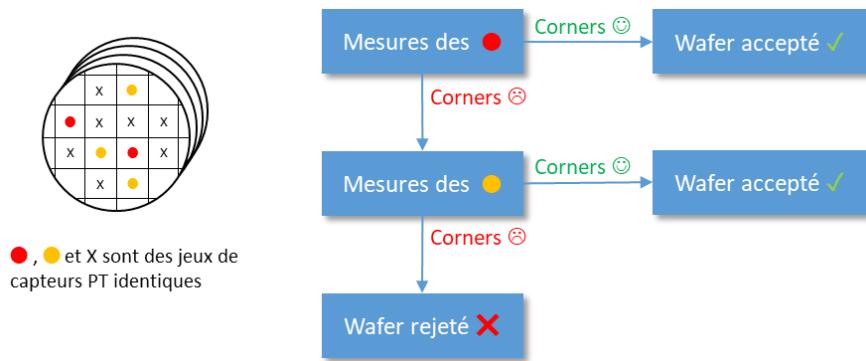 Mesures des
Corners ☺
Wafer accepté ✓
Corners ☹
Mesures des
Corners ☺
Wafer accepté ✓
Corners ☹
Wafer rejeté ✕
x
x x x
x x
x
, et X sont des jeux de
capteurs PT identiques